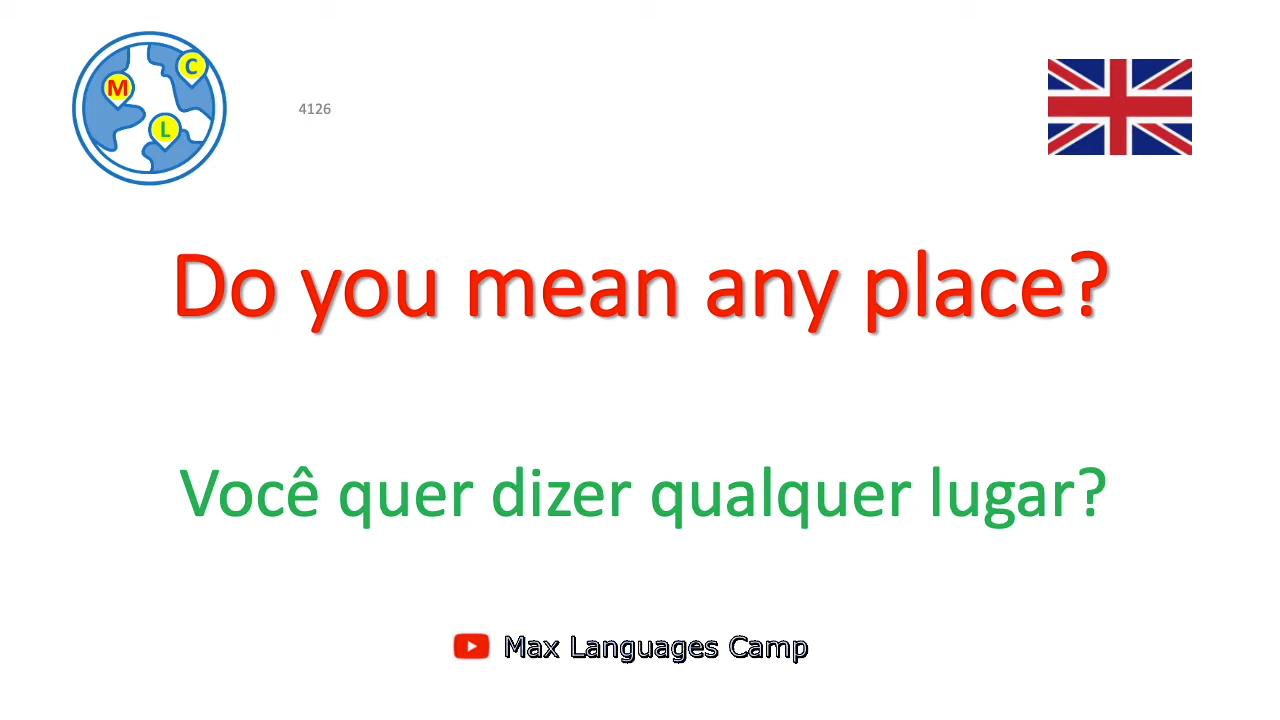 M
C
L
4126
Do you mean any place?
Você quer dizer qualquer lugar?
Max Languages Camp